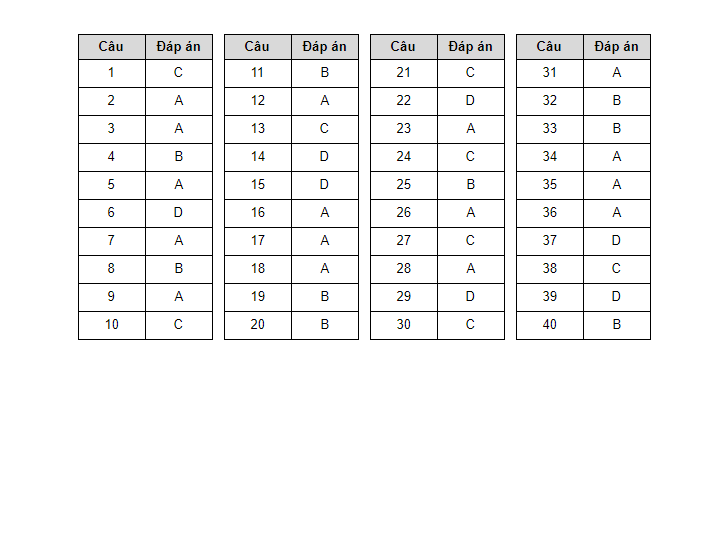 Câu Đáp án Câu Đáp án Câu Đáp án Câu Đáp án
1 C 11 B 21 C 31 A
2 A 12 A 22 D 32 B
3 A 13 C 23 A 33 B
4 B 14 D 24 C 34 A
5 A 15 D 25 B 35 A
6 D 16 A 26 A 36 A
7 A 17 A 27 C 37 D
8 B 18 A 28 A 38 C
9 A 19 B 29 D 39 D
10 C 20 B 30 C 40 B